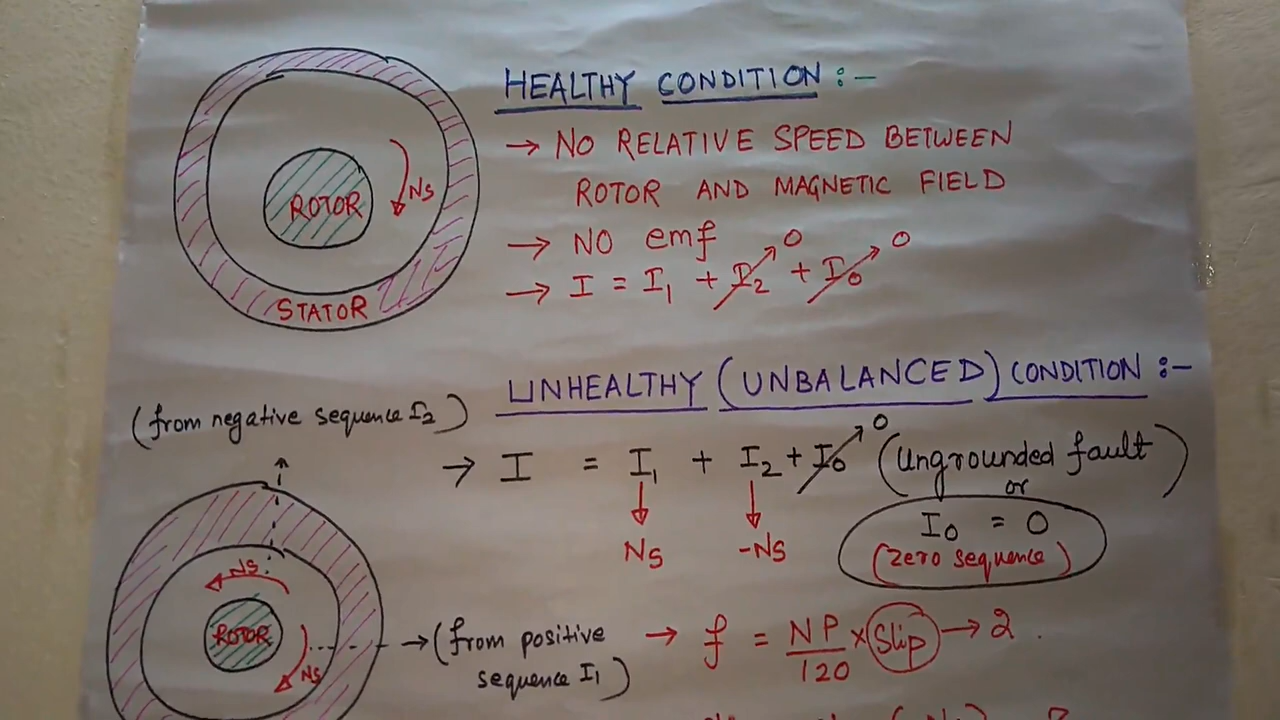 HEALTHY CONDITION :-
→ NO RELATIVE SPEED BETWEEN
ROTOR AND MAGNETIC FIELD
→ NO emf
→ I = I₁ + I₂ + I₀
0
0
ROTOR
NS
STATOR
UNHEALTHY (UNBALANCED) CONDITION :-
(from negative sequence I2)
→ I = I₁ + I₂ + I₀ (Ungrounded fault)
0
or
I₀ = 0
(zero sequence)
NS
-NS
NS
ROTOR
NS
→ (from positive
sequence I₁)
→ f = NP/120 × Slip → 2.